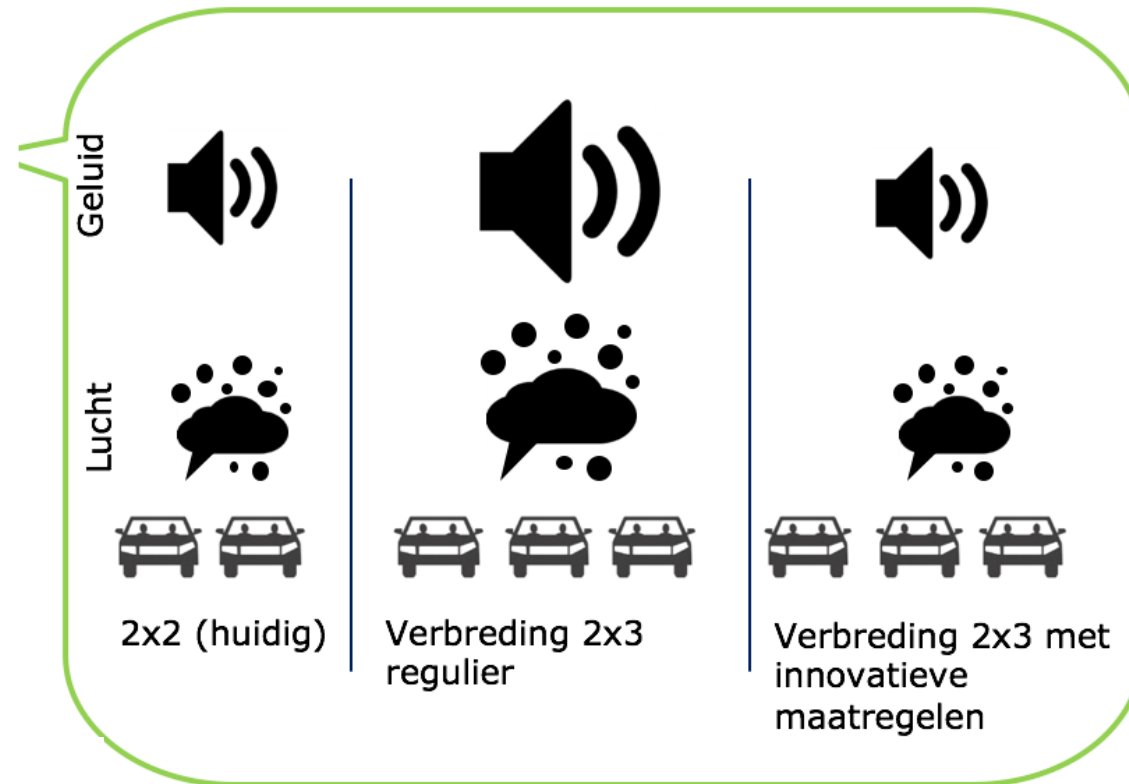 Geluid
Lucht
2x2 (huidig)
Verbreding 2x3
regulier
Verbreding 2x3 met
innovatieve
maatregelen